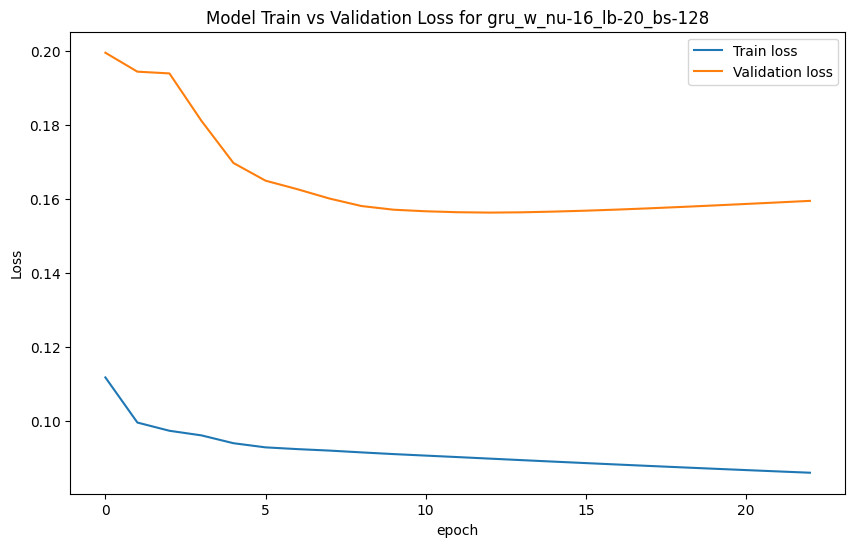 Model Train vs Validation Loss for gru_w_nu-16_lb-20_bs-128
Train loss
Validation loss
0.20
0.18
0.16
0.14
0.12
0.10
Loss
0 5 10 15 20
epoch